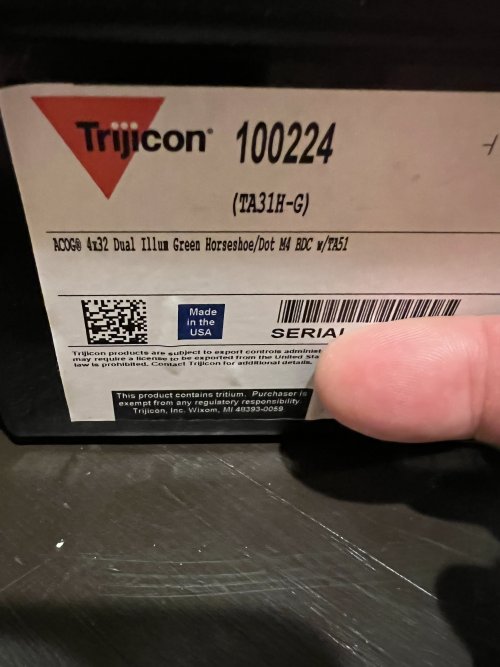 Trijicon® 100224
(TA31H-G)
ACOG® 4x32 Dual Illum Green Horseshoe/Dot M4 BDC w/TA51
Made
in the
USA
SERIAL
Trijicon products are subject to export controls administ
may require a license to be exported from the United Sta
law is prohibited. Contact Trijicon for additional details.
This product contains tritium. Purchaser is
exempt from any regulatory responsibility.
Trijicon, Inc. Wixom, MI 48393-0059